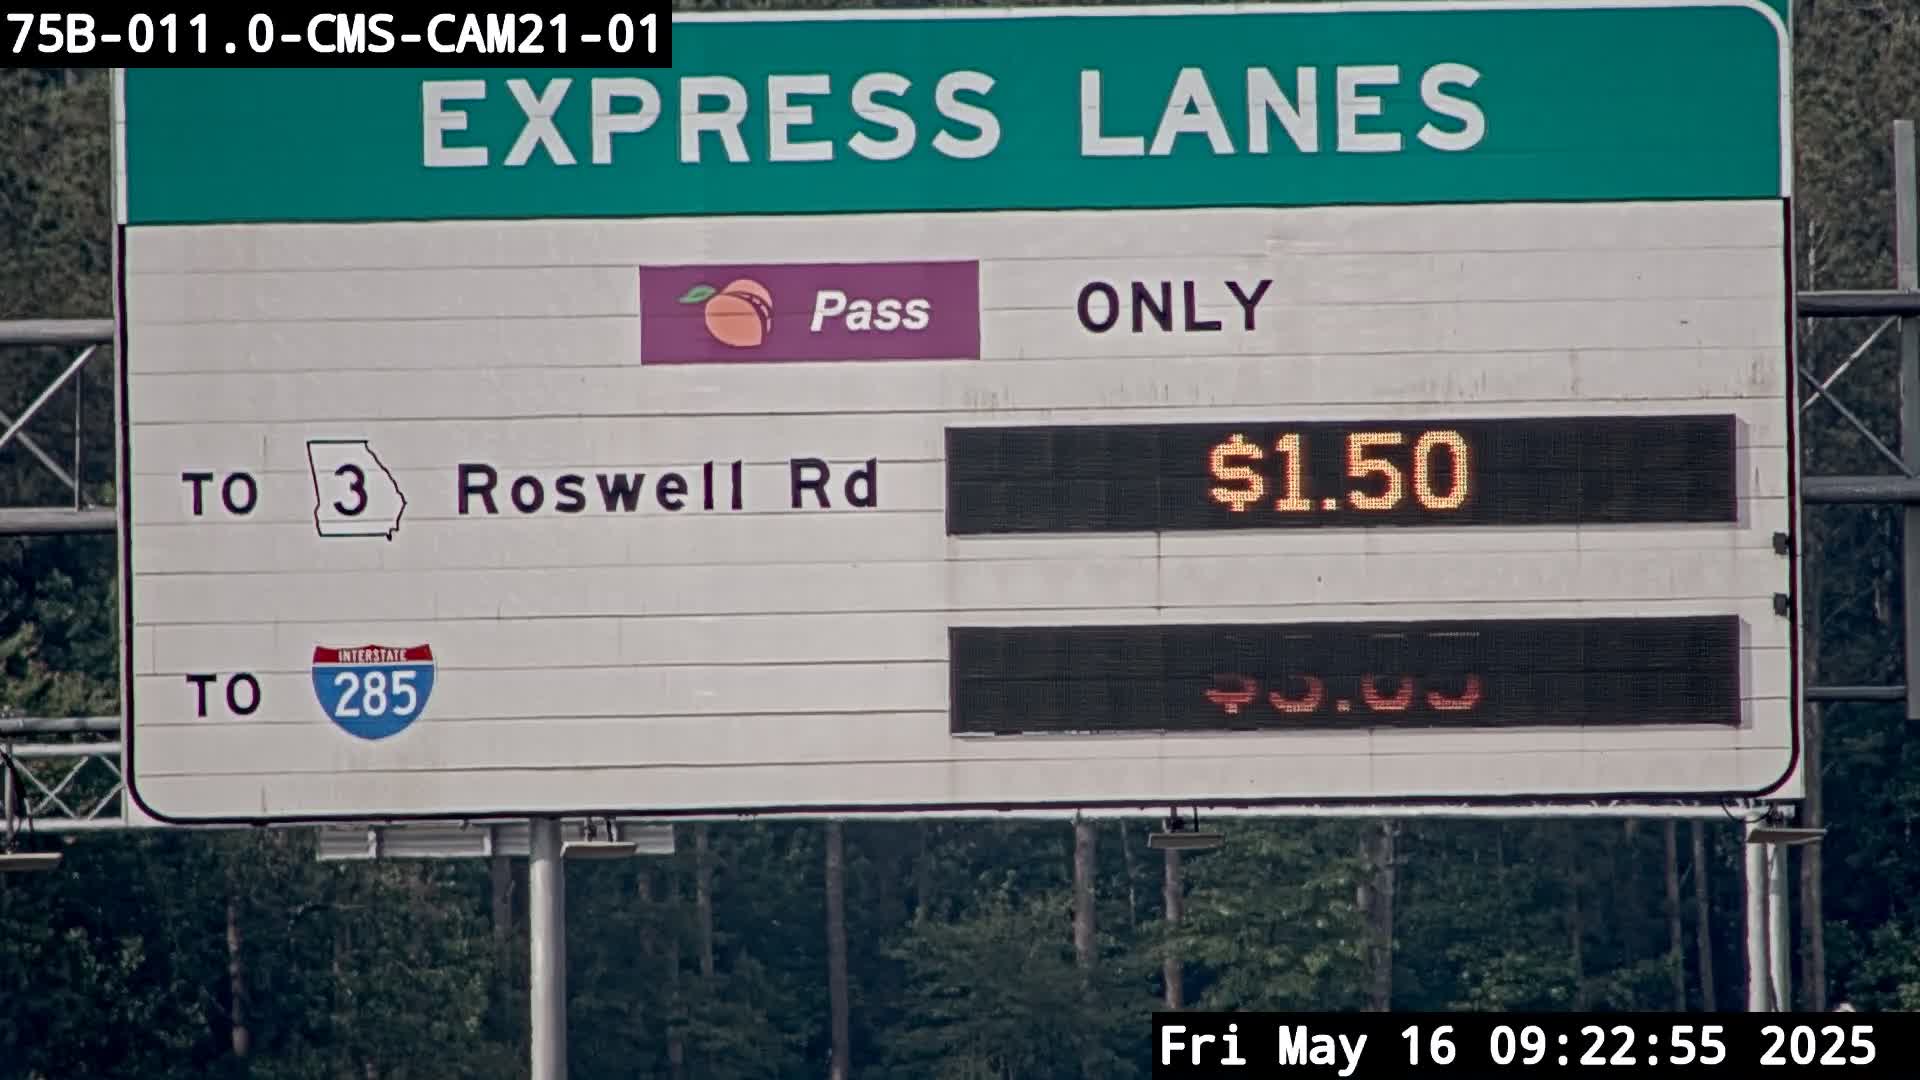 75B-011.0-CMS-CAM21-01
EXPRESS LANES
Pass ONLY
TO 3 Roswell Rd $1.50
TO INTERSTATE 285
Fri May 16 09:22:55 2025